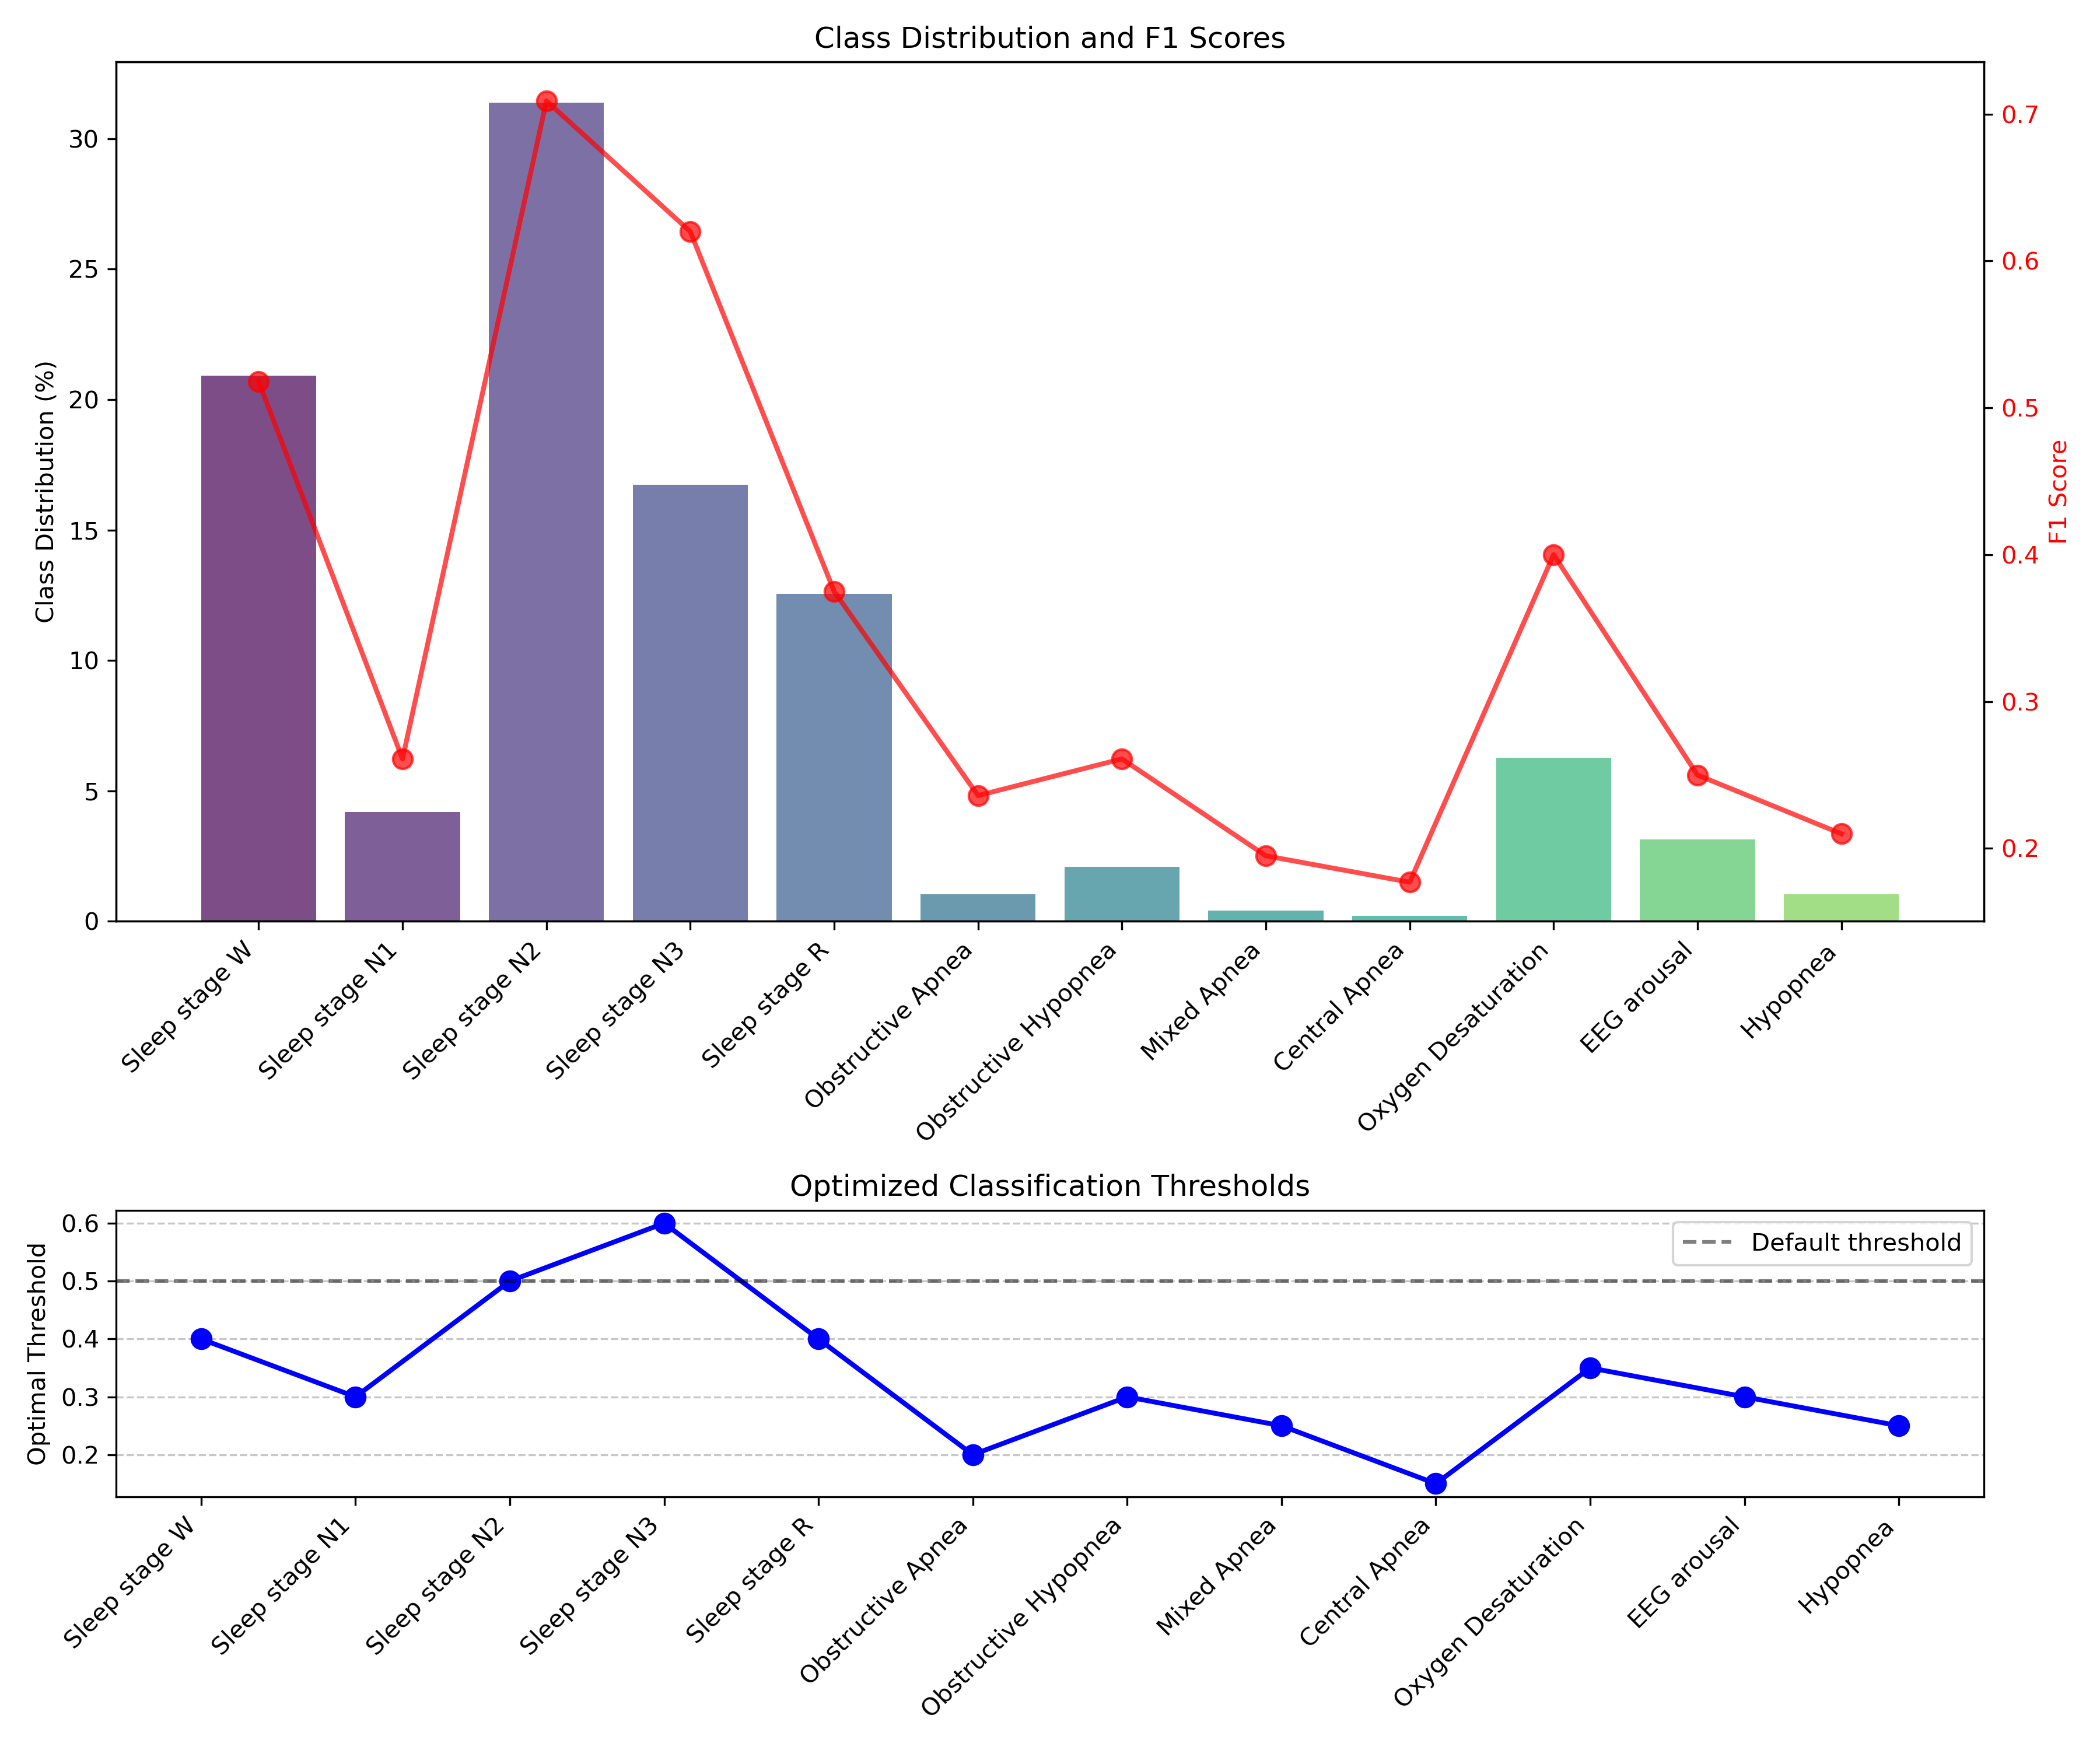 Class Distribution and F1 Scores
Class Distribution (%)
30
25
20
15
10
5
0
0.7
0.6
0.5
0.4
0.3
0.2
F1 Score
Sleep stage W
Sleep stage N1
Sleep stage N2
Sleep stage N3
Sleep stage R
Obstructive Apnea
Obstructive Hypopnea
Mixed Apnea
Central Apnea
Oxygen Desaturation
EEG arousal
Hypopnea
Optimized Classification Thresholds
Optimal Threshold
0.6
0.5
0.4
0.3
0.2
Default threshold
Sleep stage W
Sleep stage N1
Sleep stage N2
Sleep stage N3
Sleep stage R
Obstructive Apnea
Obstructive Hypopnea
Mixed Apnea
Central Apnea
Oxygen Desaturation
EEG arousal
Hypopnea